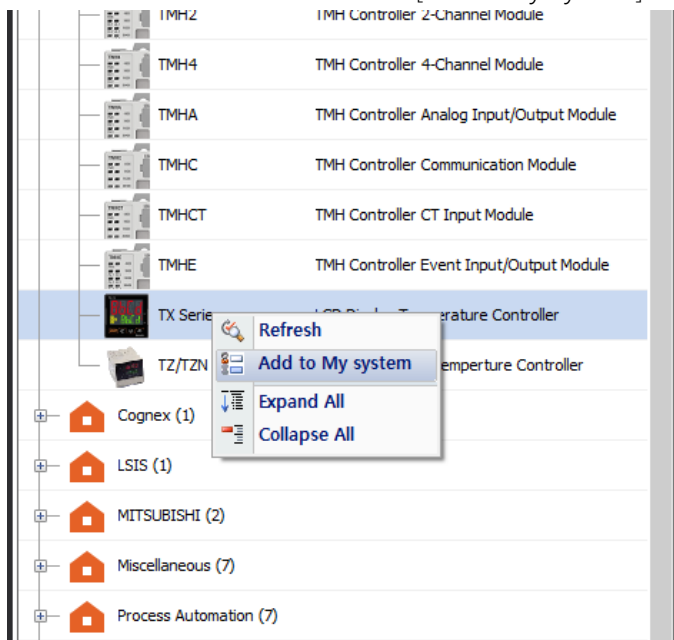 TMH2 TMH Controller 2-Channel Module
TMH4 TMH Controller 4-Channel Module
TMHA TMH Controller Analog Input/Output Module
TMHC TMH Controller Communication Module
TMHCT TMH Controller CT Input Module
TMHE TMH Controller Event Input/Output Module
TX Serie Controller
Refresh
TZ/TZN emperture Controller
Add to My system
Expand All
Collapse All
Cognex (1)
LSIS (1)
MITSUBISHI (2)
Miscellaneous (7)
Process Automation (7)